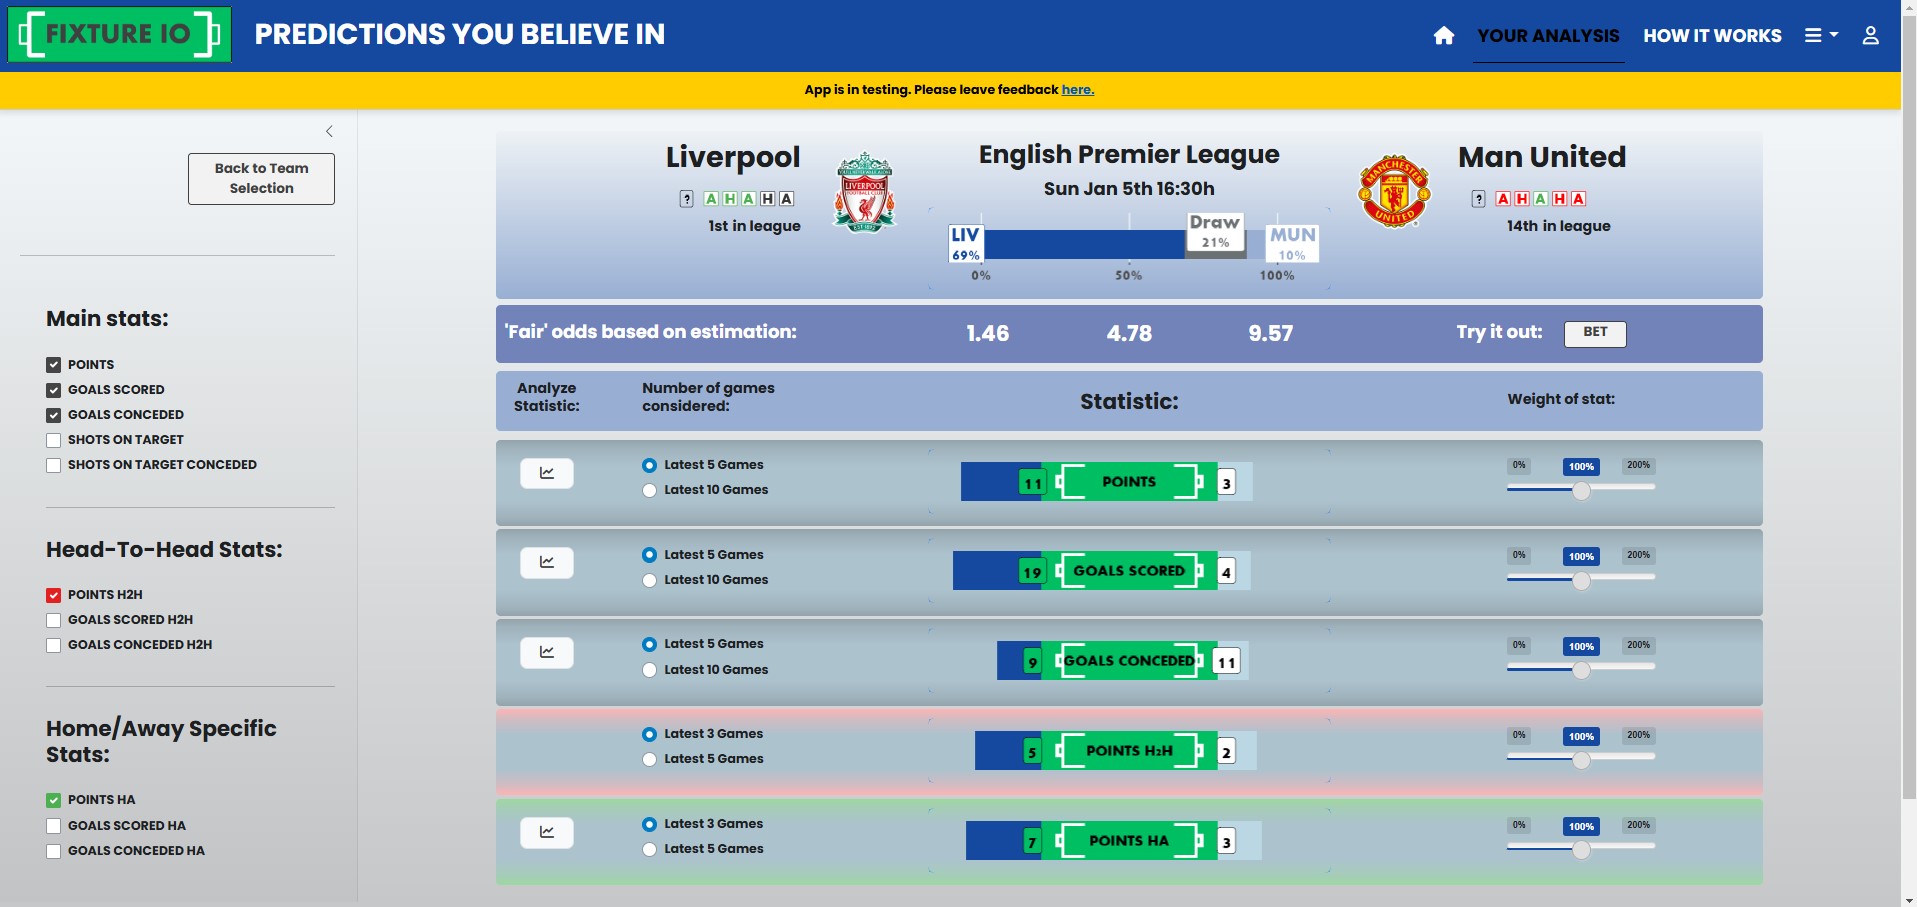 FIXTURE IO
PREDICTIONS YOU BELIEVE IN
YOUR ANALYSIS
HOW IT WORKS
App is in testing. Please leave feedback here.
Back to Team
Selection
Main stats:
POINTS
GOALS SCORED
GOALS CONCEDED
SHOTS ON TARGET
SHOTS ON TARGET CONCEDED
Head-To-Head Stats:
POINTS H2H
GOALS SCORED H2H
GOALS CONCEDED H2H
Home/Away Specific
Stats:
POINTS HA
GOALS SCORED HA
GOALS CONCEDED HA
Liverpool
? A H A H A
1st in league
LIVERPOOL
FOOTBALL CLUB
EST 1892
English Premier League
Sun Jan 5th 16:30h
LIV
69%
Draw
21%
MUN
10%
0% 50% 100%
MANCHESTER
UNITED
Man United
? A H A H A
14th in league
'Fair' odds based on estimation: 1.46 4.78 9.57 Try it out: BET
Analyze
Statistic:
Number of games
considered:
Statistic:
Weight of stat:
Latest 5 Games
Latest 10 Games
11 POINTS 3
0% 100% 200%
Latest 5 Games
Latest 10 Games
19 GOALS SCORED 4
0% 100% 200%
Latest 5 Games
Latest 10 Games
9 GOALS CONCEDED 11
0% 100% 200%
Latest 3 Games
Latest 5 Games
5 POINTS H2H 2
0% 100% 200%
Latest 3 Games
Latest 5 Games
7 POINTS HA 3
0% 100% 200%